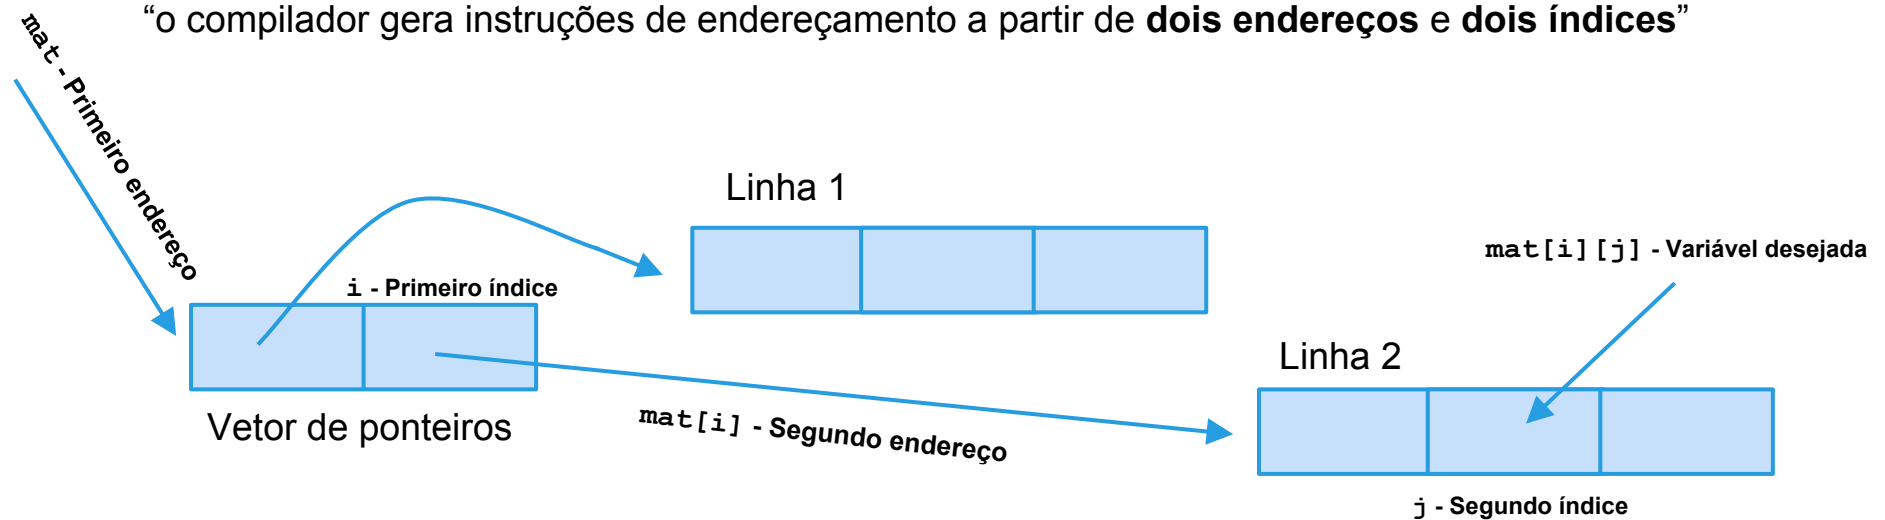 “o compilador gera instruções de endereçamento a partir de dois endereços e dois índices”
mat - Primeiro endereço
Linha 1
mat[i][j] - Variável desejada
i - Primeiro índice
Linha 2
Vetor de ponteiros
mat[i] - Segundo endereço
j - Segundo índice